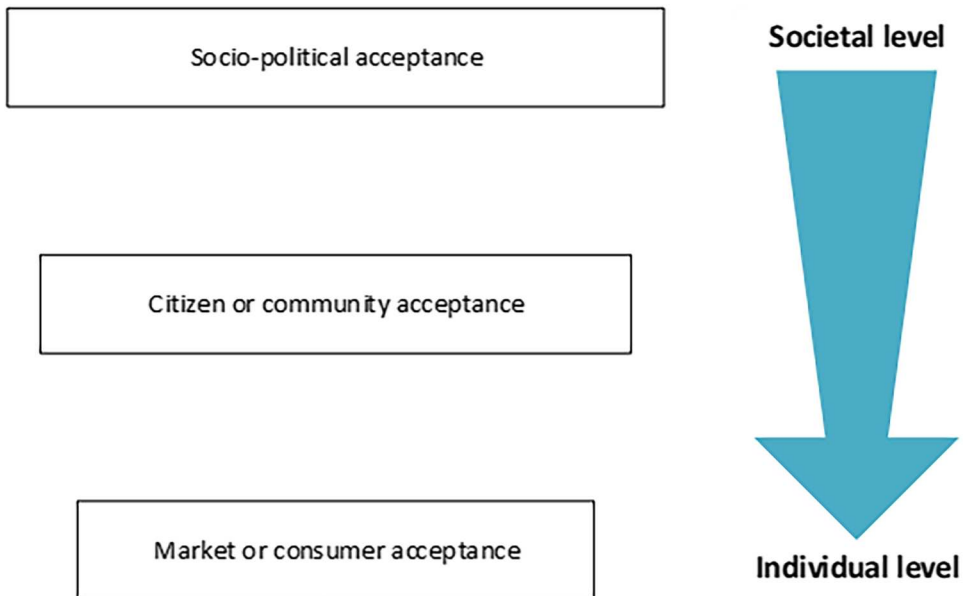 Socio-political acceptance
Societal level
Citizen or community acceptance
Market or consumer acceptance
Individual level